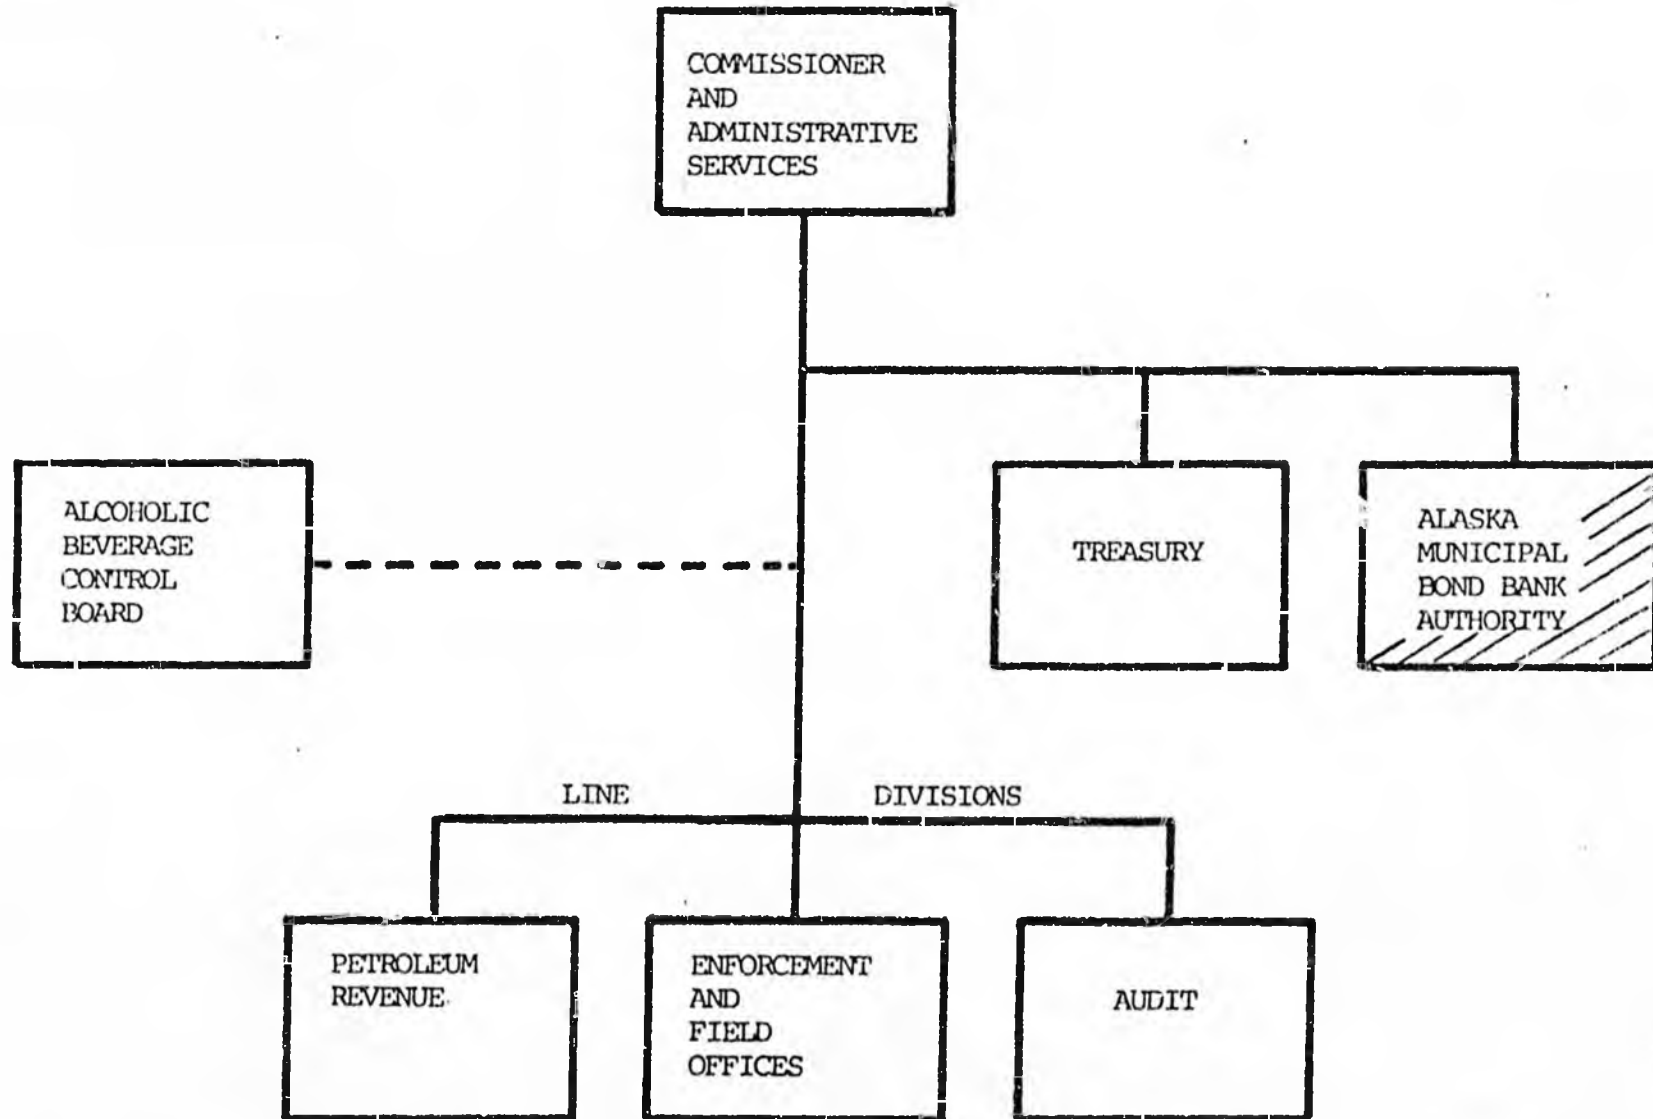 COMMISSIONER
AND
ADMINISTRATIVE
SERVICES
ALCOHOLIC
BEVERAGE
CONTROL
BOARD
TREASURY
ALASKA
MUNICIPAL
BOND BANK
AUTHORITY
LINE DIVISIONS
PETROLEUM
REVENUE
ENFORCEMENT
AND
FIELD
OFFICES
AUDIT